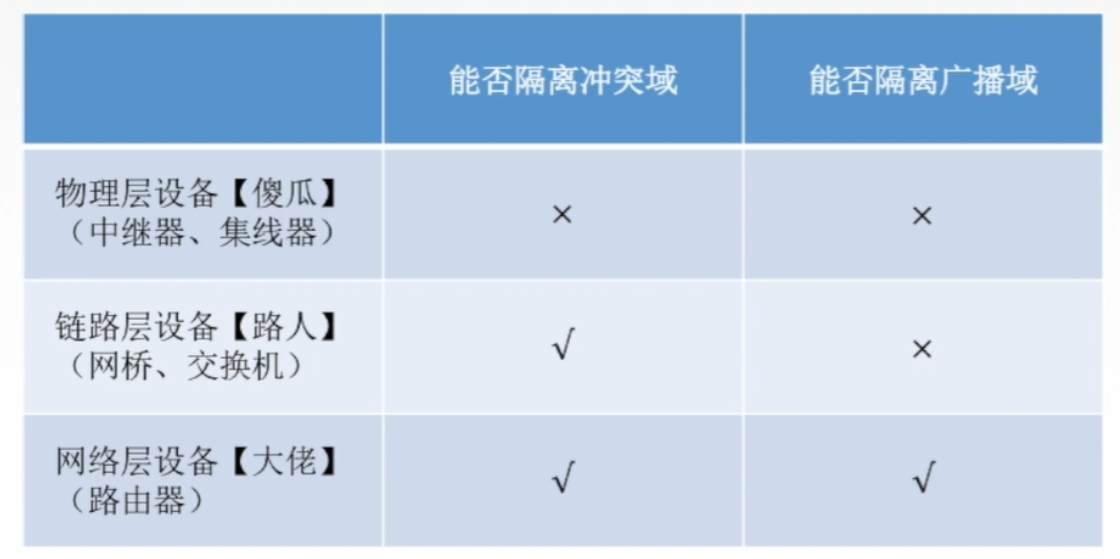 能否隔离冲突域
能否隔离广播域
物理层设备【傻瓜】
（中继器、集线器）
×
×
链路层设备【路人】
（网桥、交换机）
√
×
网络层设备【大佬】
（路由器）
√
√